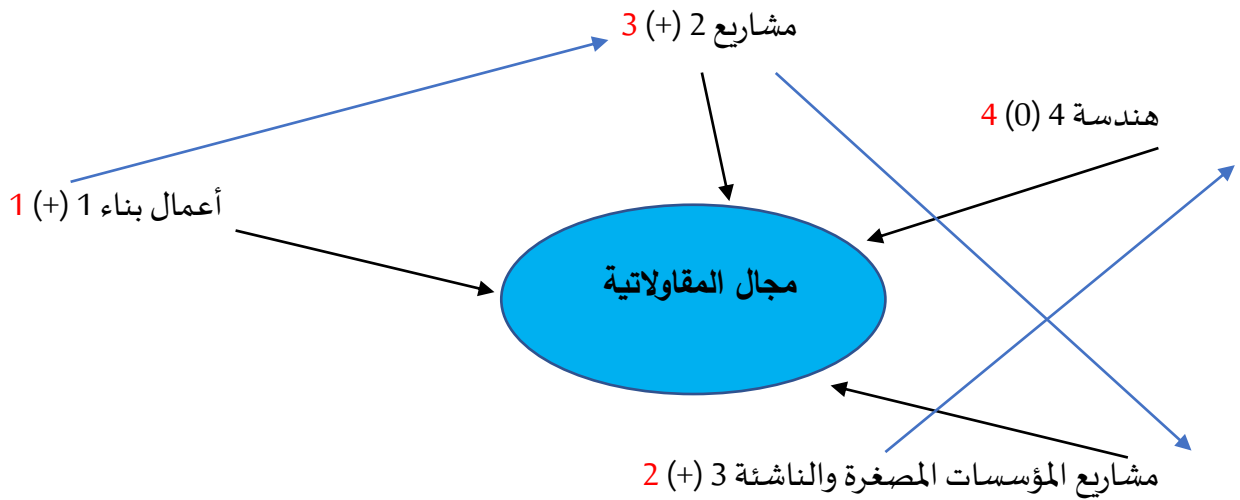 مشاريع 2 (+) 3
هندسة 4 (0) 4
أعمال بناء 1 (+) 1
مجال المقاولاتية
مشاريع المؤسسات المصغرة والناشئة 3 (+) 2